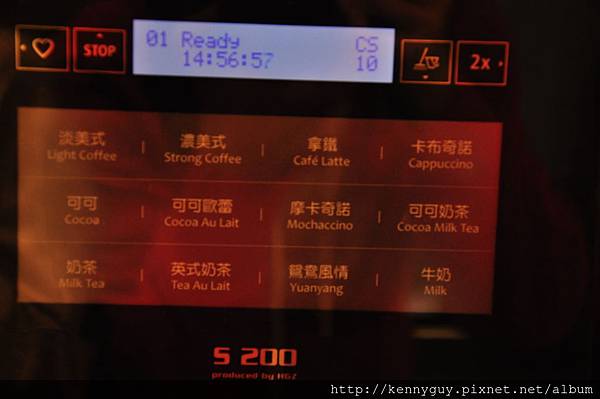 STOP
01 Ready CS
14:56:57 10
2x
淡美式 濃美式 拿鐵 卡布奇諾
Light Coffee Strong Coffee Café Latte Cappuccino
可可 可可歐蕾 摩卡奇諾 可可奶茶
Cocoa Cocoa Au Lait Mochaccino Cocoa Milk Tea
奶茶 英式奶茶 鴛鴦風情 牛奶
Milk Tea Tea Au Lait Yuanyang Milk
S 200
produced by HGZ
http://kennyguy.pixnet.net/album